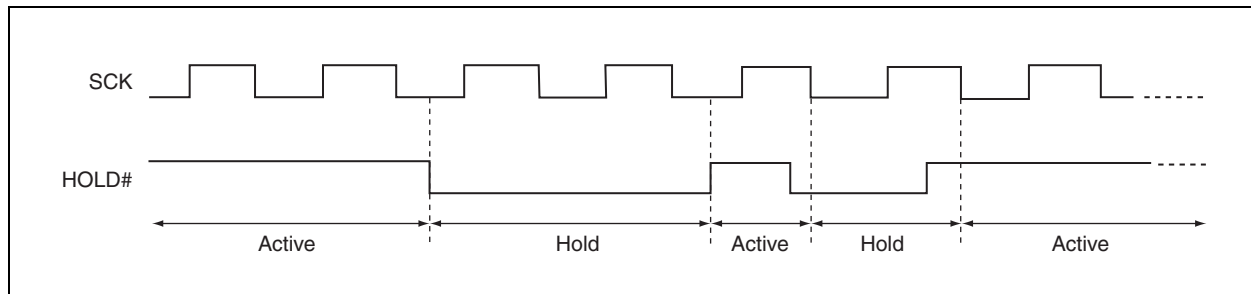 SCK
HOLD#
Active
Hold
Active
Hold
Active